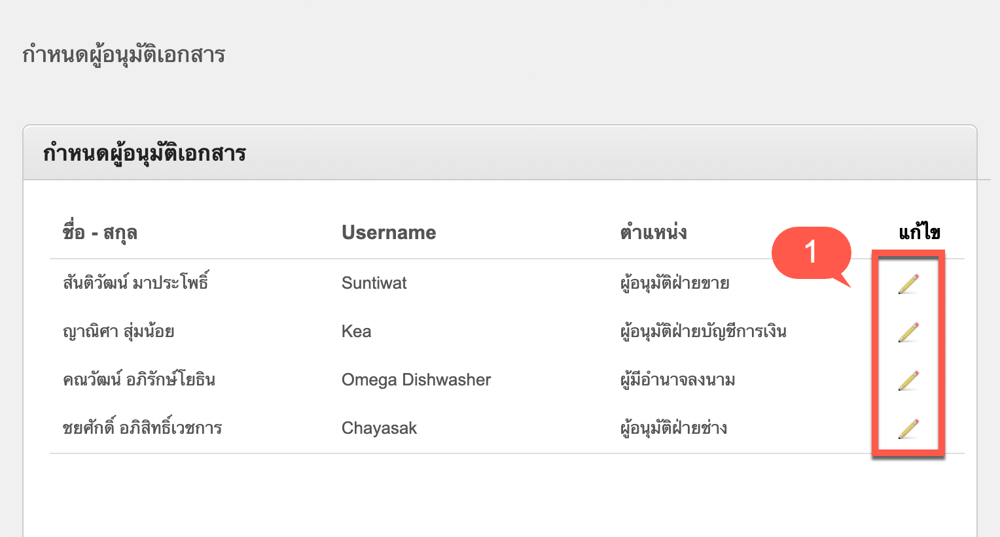 กำหนดผู้อนุมัติเอกสาร
กำหนดผู้อนุมัติเอกสาร
ชื่อ - สกุล Username ตำแหน่ง แก้ไข
1
สันติวัฒน์ มาประโพธิ์ Suntiwat ผู้อนุมัติฝ่ายขาย
ญาณิศา สุ่มน้อย Kea ผู้อนุมัติฝ่ายบัญชีการเงิน
คณวัฒน์ อภิรักษ์โยธิน Omega Dishwasher ผู้มีอำนาจลงนาม
ชยศักดิ์ อภิสิทธิ์เวชการ Chayasak ผู้อนุมัติฝ่ายช่าง